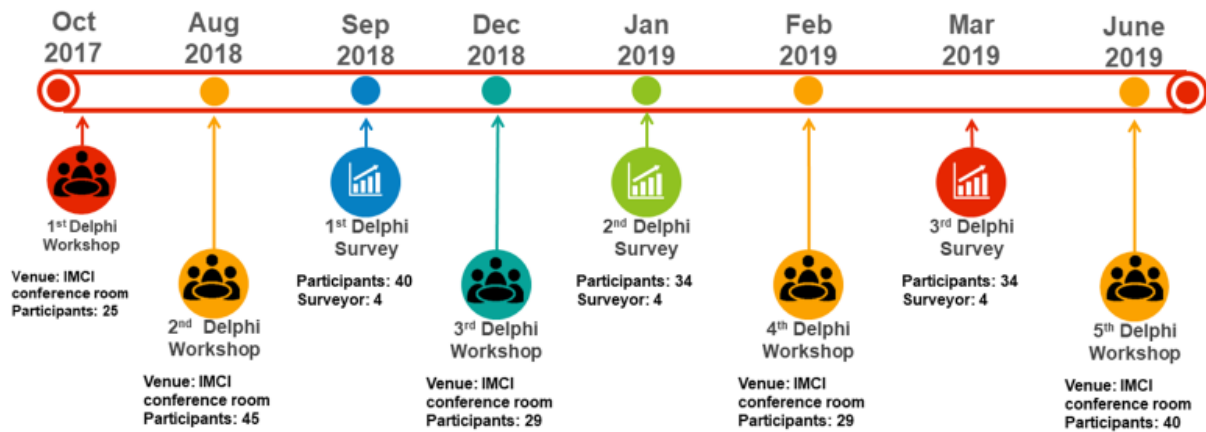 Oct
2017
Aug
2018
Sep
2018
Dec
2018
Jan
2019
Feb
2019
Mar
2019
June
2019
1st Delphi
Workshop
Venue: IMCI
conference room
Participants: 25
2nd Delphi
Workshop
Venue: IMCI
conference room
Participants: 45
1st Delphi
Survey
Participants: 40
Surveyor: 4
3rd Delphi
Workshop
Venue: IMCI
conference room
Participants: 29
2nd Delphi
Survey
Participants: 34
Surveyor: 4
4th Delphi
Workshop
Venue: IMCI
conference room
Participants: 29
3rd Delphi
Survey
Participants: 34
Surveyor: 4
5th Delphi
Workshop
Venue: IMCI
conference room
Participants: 40